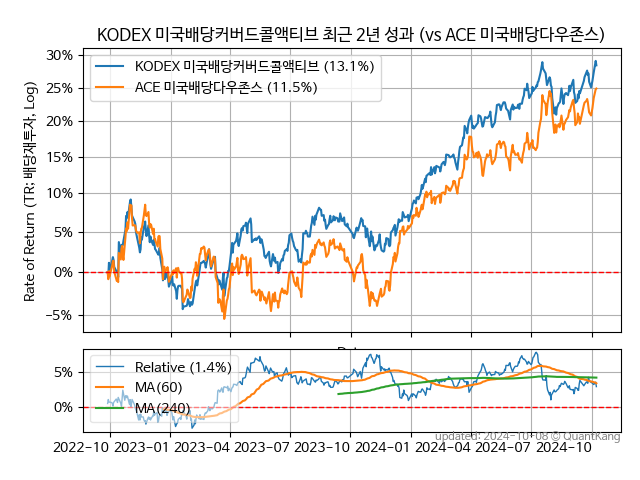 KODEX 미국배당커버드콜액티브 최근 2년 성과 (vs ACE 미국배당다우존스)
30%
25%
20%
15%
10%
5%
0%
−5%
Rate of Return (TR: 배당재투자, Log)
KODEX 미국배당커버드콜액티브 (13.1%)
ACE 미국배당다우존스 (11.5%)
5%
0%
Relative (1.4%)
MA(60)
MA(240)
updated: 2024-10-08 © QuantKang
2022-10 2023-01 2023-04 2023-07 2023-10 2024-01 2024-04 2024-07 2024-10